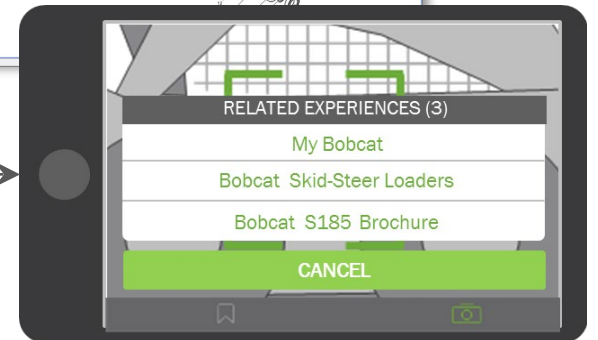 RELATED EXPERIENCES (3)
My Bobcat
Bobcat Skid-Steer Loaders
Bobcat S185 Brochure
CANCEL